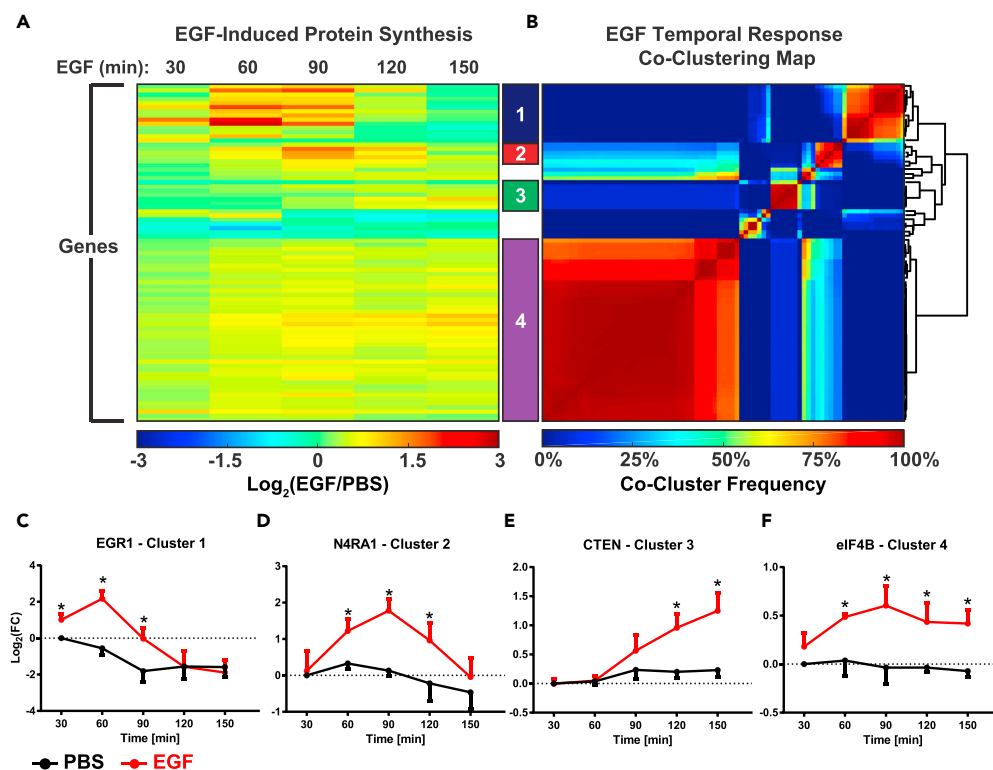 A
EGF-Induced Protein Synthesis
EGF (min): 30 60 90 120 150
Genes
-3 -1.5 0 1.5 3
Log2(EGF/PBS)
1
2
3
4
B
EGF Temporal Response
Co-Clustering Map
0% 25% 75% 100%
Co-Cluster Frequency
C
EGR1 - Cluster 1
Log2(FC)
4
2
0
-2
-4
* * *
30 60 90 120 150
Time [min]
D
N4RA1 - Cluster 2
3
2
1
0
-1
* * *
30 60 90 120 150
Time [min]
E
CTEN - Cluster 3
2.0
1.5
1.0
0.5
0.0
-0.5
* *
30 60 90 120 150
Time [min]
F
eIF4B - Cluster 4
1.0
0.5
0.0
-0.5
* * * *
30 60 90 120 150
Time [min]
PBS EGF